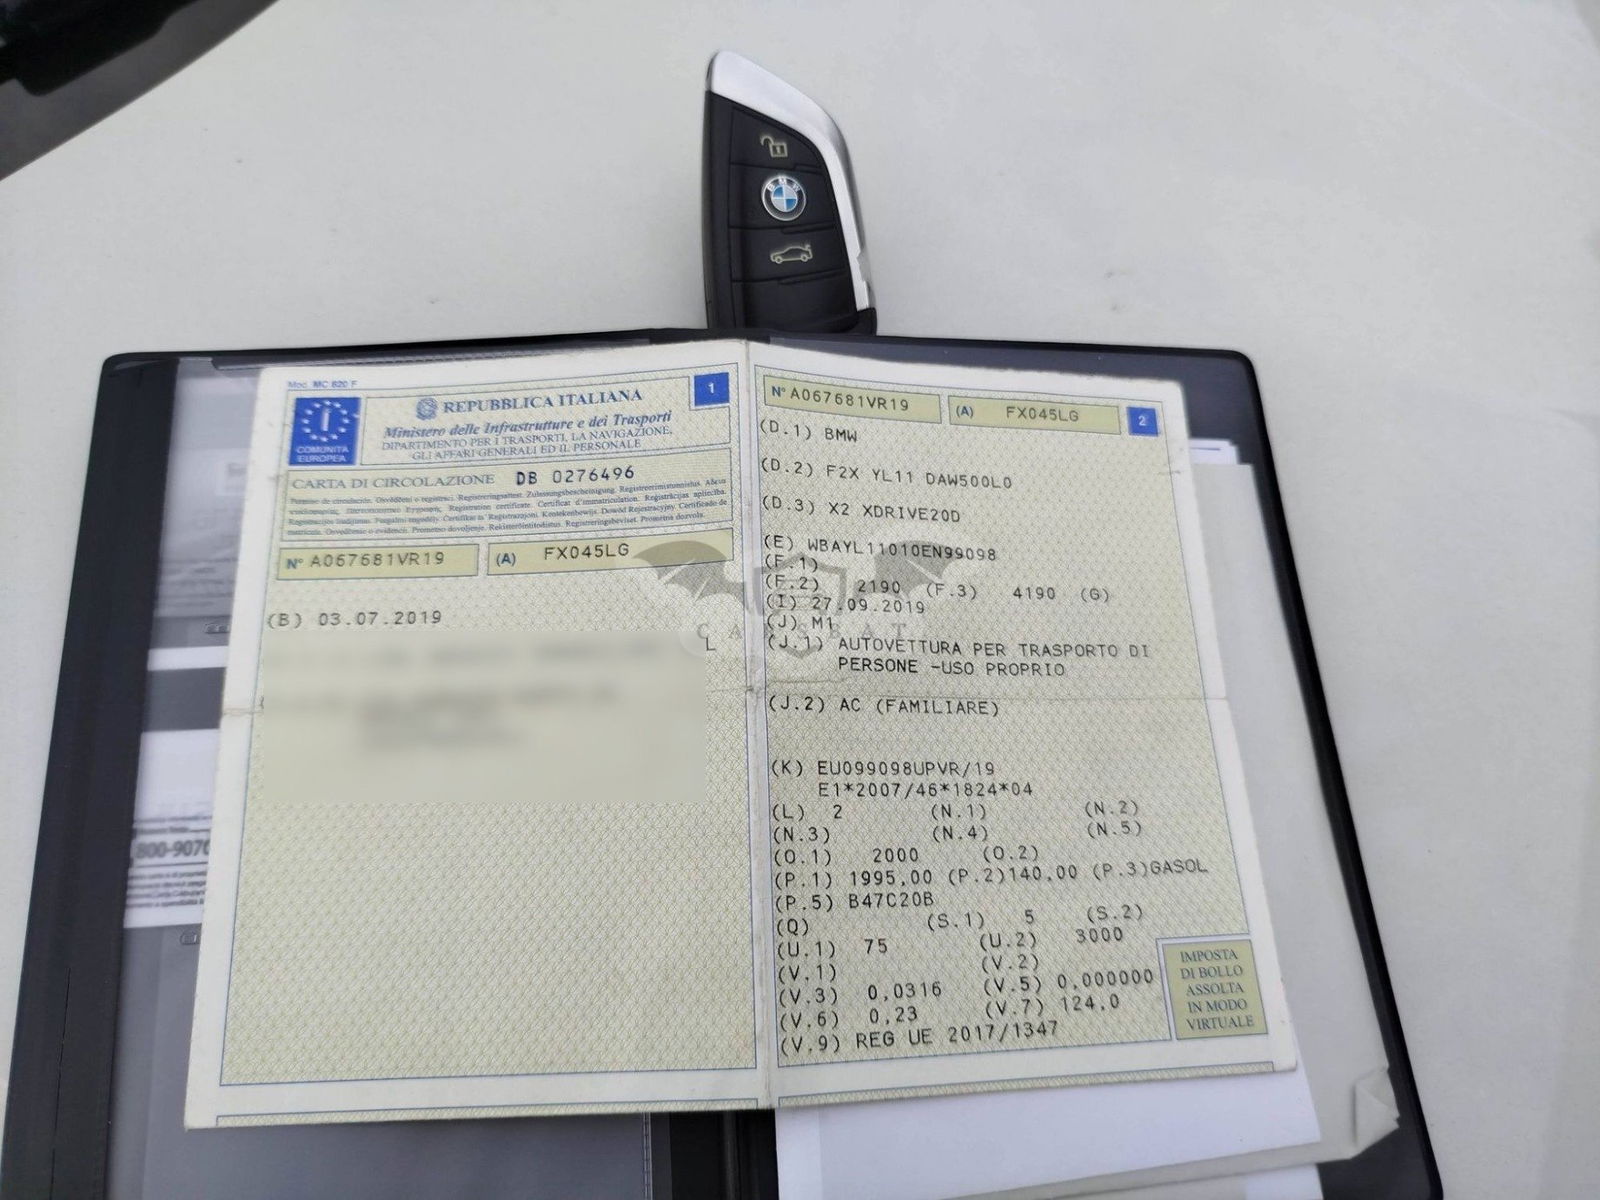 BMW
Mod. MC 820 F
1
REPUBBLICA ITALIANA
Ministero delle Infrastrutture e dei Trasporti
DIPARTIMENTO PER I TRASPORTI, LA NAVIGAZIONE,
GLI AFFARI GENERALI ED IL PERSONALE
COMUNITÀ
EUROPEA
CARTA DI CIRCOLAZIONE DB 0276496
N° A067681VR19 (A) FX045LG
(B) 03.07.2019
L
N° A067681VR19 (A) FX045LG 2
(D.1) BMW
(D.2) F2X YL11 DAW500L0
(D.3) X2 XDRIVE20D
(E) WBAYL11010EN99098
(F.1)
(F.2) 2190 (F.3) 4190 (G)
(I) 27.09.2019
(J) M1
(J.1) AUTOVETTURA PER TRASPORTO DI
PERSONE -USO PROPRIO
(J.2) AC (FAMILIARE)
(K) EU099098UPVR/19
E1*2007/46*1824*04
(L) 2 (N.1) (N.2)
(N.3) (N.4) (N.5)
(O.1) 2000 (O.2)
(P.1) 1995,00 (P.2)140,00 (P.3)GASOL
(P.5) B47C20B
(Q) (S.1) 5 (S.2)
(U.1) 75 (U.2) 3000
(V.1) (V.2)
(V.3) 0,0316 (V.5) 0,000000
(V.6) 0,23 (V.7) 124,0
(V.9) REG UE 2017/1347
IMPOSTA
DI BOLLO
ASSOLTA
IN MODO
VIRTUALE
800-9070